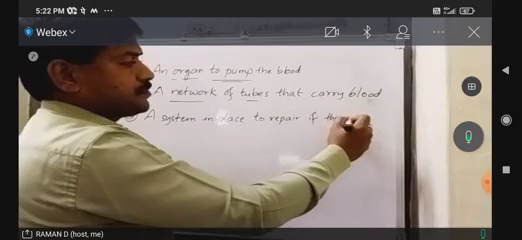 5:22 PM
67
Webex
An organ to pump the blood
A network of tubes that carry blood
A system in place to repair if
RAMAN D (host, me)